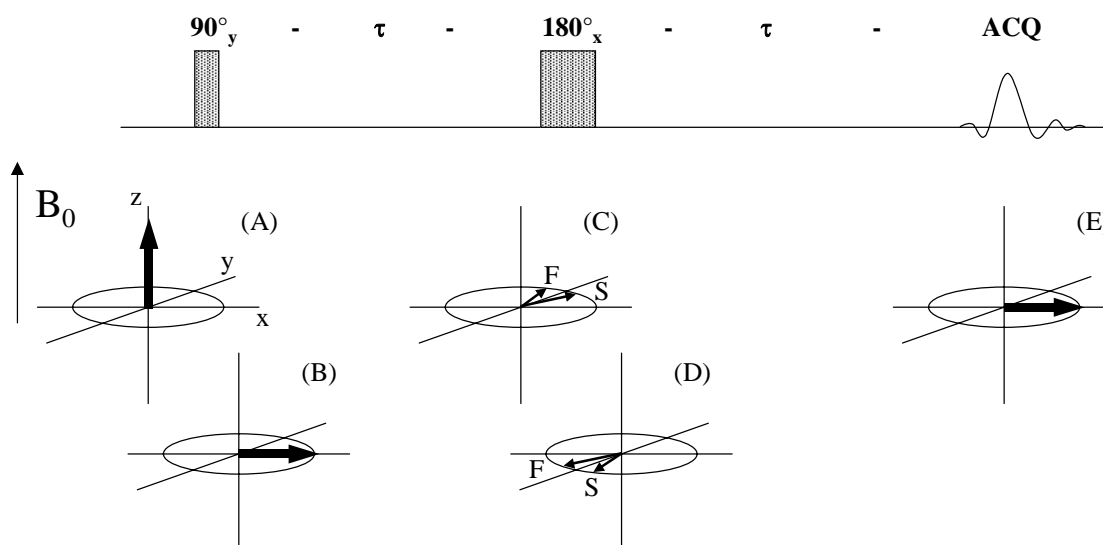 90°y - τ - 180°x - τ - ACQ
B0
z
(A)
(C)
(E)
y
F
S
x
(B)
(D)
F
S